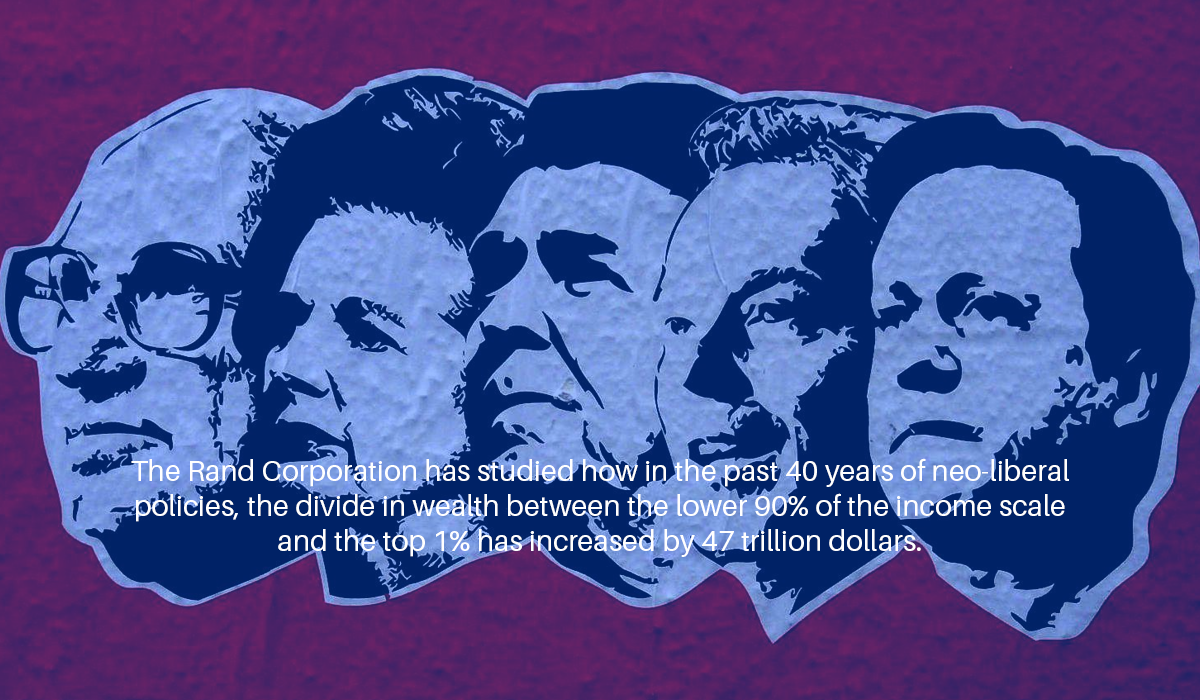 The Rand Corporation has studied how in the past 40 years of neo-liberal
policies, the divide in wealth between the lower 90% of the income scale
and the top 1% has increased by 47 trillion dollars.